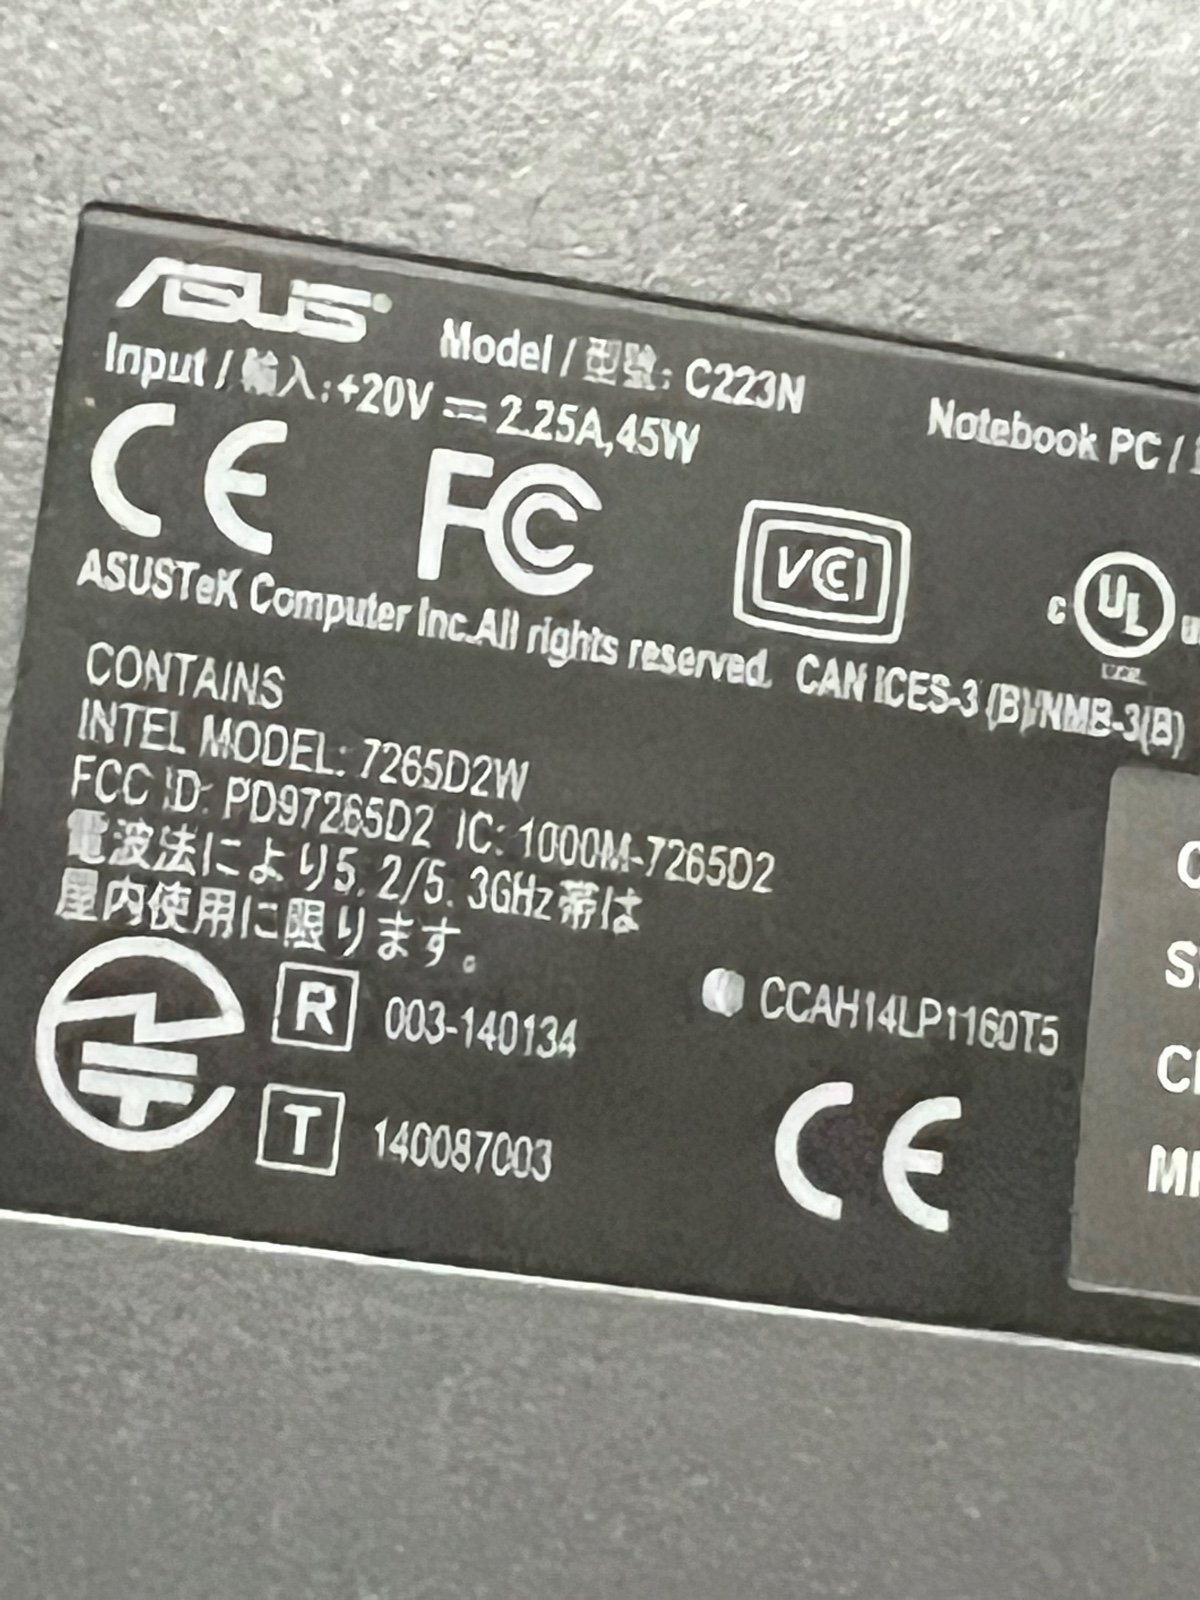 ASUS
Model / 型號: C223N
Notebook PC /
Input / 輸入: +20V ⎓ 2.25A, 45W
CE FC VCCI
c UL
ASUSTeK Computer Inc. All rights reserved. CAN ICES-3 (B)/NMB-3(B)
CONTAINS
INTEL MODEL: 7265D2W
FCC ID: PD97265D2 IC: 1000M-7265D2
電波法により5.2/5.3GHz帯は
屋内使用に限ります。
R 003-140134
CCAH14LP1160T5
T 140087003
CE